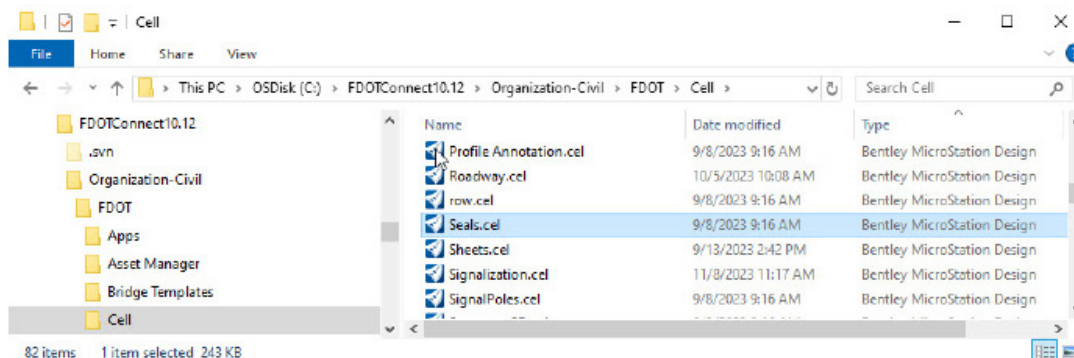 Cell
File Home Share View
This PC > OSDisk (C:) > FDOTConnect10.12 > Organization-Civil > FDOT > Cell > Search Cell
FDOTConnect10.12
.svn
Organization-Civil
FDOT
Apps
Asset Manager
Bridge Templates
Cell
Name Date modified Type
Profile Annotation.cel 9/8/2023 9:16 AM Bentley MicroStation Design
Roadway.cel 10/5/2023 10:08 AM Bentley MicroStation Design
row.cel 9/8/2023 9:16 AM Bentley MicroStation Design
Seals.cel 9/8/2023 9:16 AM Bentley MicroStation Design
Sheets.cel 9/13/2023 2:42 PM Bentley MicroStation Design
Signalization.cel 11/8/2023 11:17 AM Bentley MicroStation Design
SignalPoles.cel 9/8/2023 9:16 AM Bentley MicroStation Design
82 items 1 item selected 243 KB